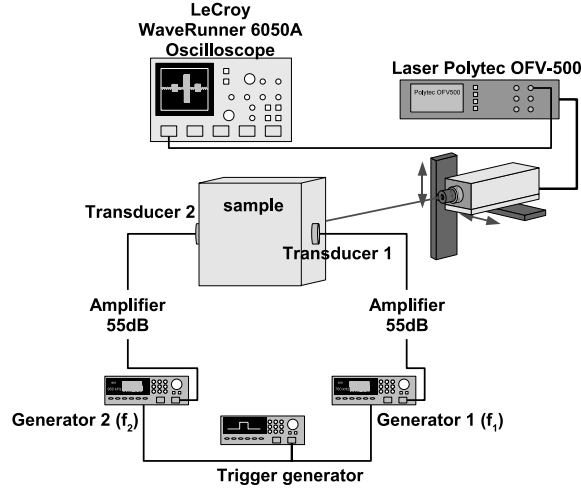 LeCroy
WaveRunner 6050A
Oscilloscope
Laser Polytec OFV-500
Polytec OFV500
sample
Transducer 2
Transducer 1
Amplifier
55dB
Amplifier
55dB
Generator 2 (f2)
Generator 1 (f1)
Trigger generator